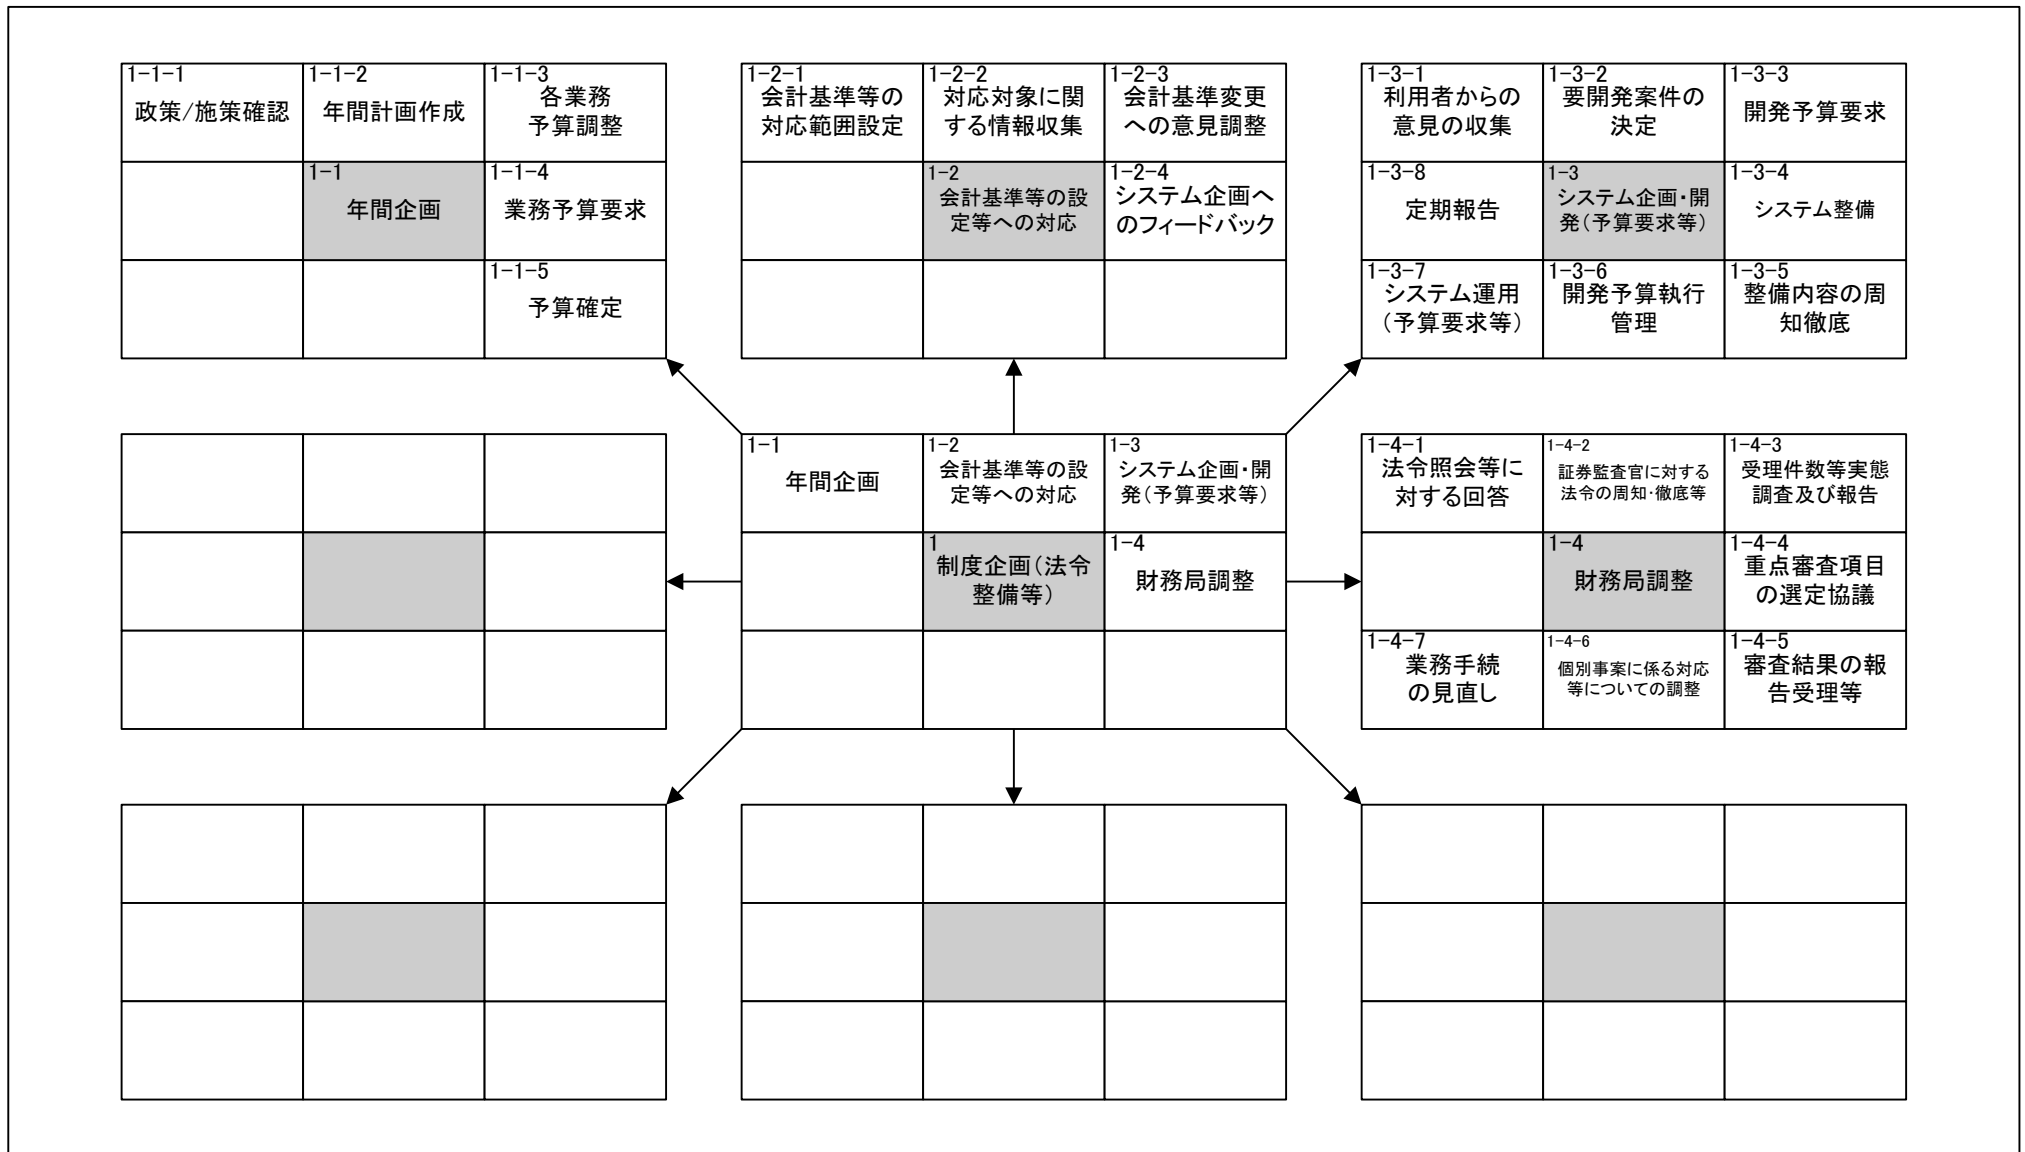 1-1-1
政策/施策確認
1-1-2
年間計画作成
1-1-3
各業務
予算調整
1-1
年間企画
1-1-4
業務予算要求
1-1-5
予算確定
1-2-1
会計基準等の
対応範囲設定
1-2-2
対応対象に関
する情報収集
1-2-3
会計基準変更
への意見調整
1-2
会計基準等の設
定等への対応
1-2-4
システム企画へ
のフィードバック
1-3-1
利用者からの
意見の収集
1-3-2
要開発案件の
決定
1-3-3
開発予算要求
1-3-8
定期報告
1-3
システム企画・開
発(予算要求等)
1-3-4
システム整備
1-3-7
システム運用
(予算要求等)
1-3-6
開発予算執行
管理
1-3-5
整備内容の周
知徹底
1-1
年間企画
1-2
会計基準等の設
定等への対応
1-3
システム企画・開
発(予算要求等)
1
制度企画(法令
整備等)
1-4
財務局調整
1-4-1
法令照会等に
対する回答
1-4-2
証券監査官に対する
法令の周知・徹底等
1-4-3
受理件数等実態
調査及び報告
1-4
財務局調整
1-4-4
重点審査項目
の選定協議
1-4-7
業務手続
の見直し
1-4-6
個別事案に係る対応
等についての調整
1-4-5
審査結果の報
告受理等